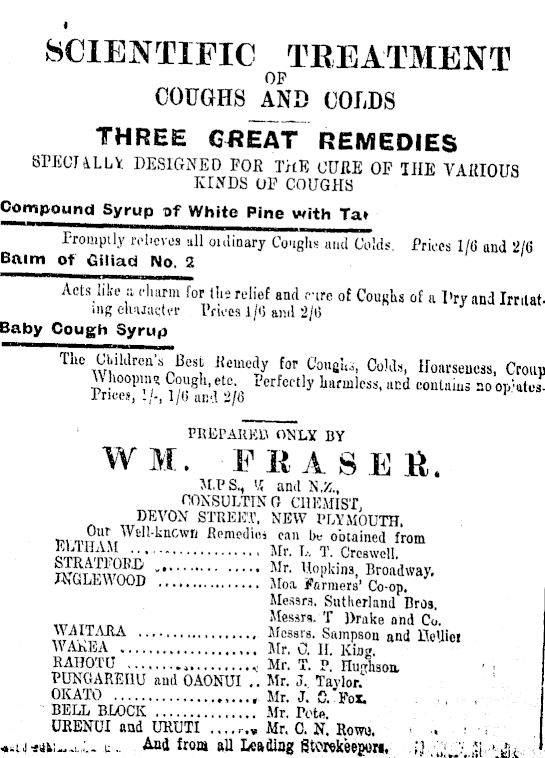 SCIENTIFIC TREATMENT
OF
COUGHS AND COLDS
THREE GREAT REMEDIES
SPECIALLY DESIGNED FOR THE CURE OF THE VARIOUS
KINDS OF COUGHS
Compound Syrup of White Pine with Tar
Promptly relieves all ordinary Coughs and Colds. Prices 1/6 and 2/6
Balm of Giliad No. 2
Acts like a charm for the relief and cure of Coughs of a Dry and Irritat-
ing character Prices 1/6 and 2/6
Baby Cough Syrup
The Children's Best Remedy for Coughs, Colds, Hoarseness, Croup
Whooping Cough, etc. Perfectly harmless, and contains no opiates.
Prices, 1/-, 1/6 and 2/6
PREPARED ONLY BY
WM. FRASER.
M.P S., and N.Z.,
CONSULTING CHEMIST,
DEVON STREET, NEW PLYMOUTH.
Our Well-known Remedies can be obtained from
ELTHAM .................. Mr. L. T. Creswell.
STRATFORD .............. Mr. Hopkins, Broadway.
INGLEWOOD .............. Moa Farmers' Co-op.
Messrs. Sutherland Bros.
Messrs. T Drake and Co.
WAITARA ................. Messrs. Sampson and Hellier
WAKEA ................... Mr. C. H. King.
RAHOTU .................. Mr. T. P. Hughson
PUNGAREHU and OAONUI .. Mr. J. Taylor.
OKATO ................... Mr. J. C. Fox.
BELL BLOCK .............. Mr. Pote.
URENUI and URUTI ....... Mr. C. N. Rowe.
And from all Leading Storekeepers.